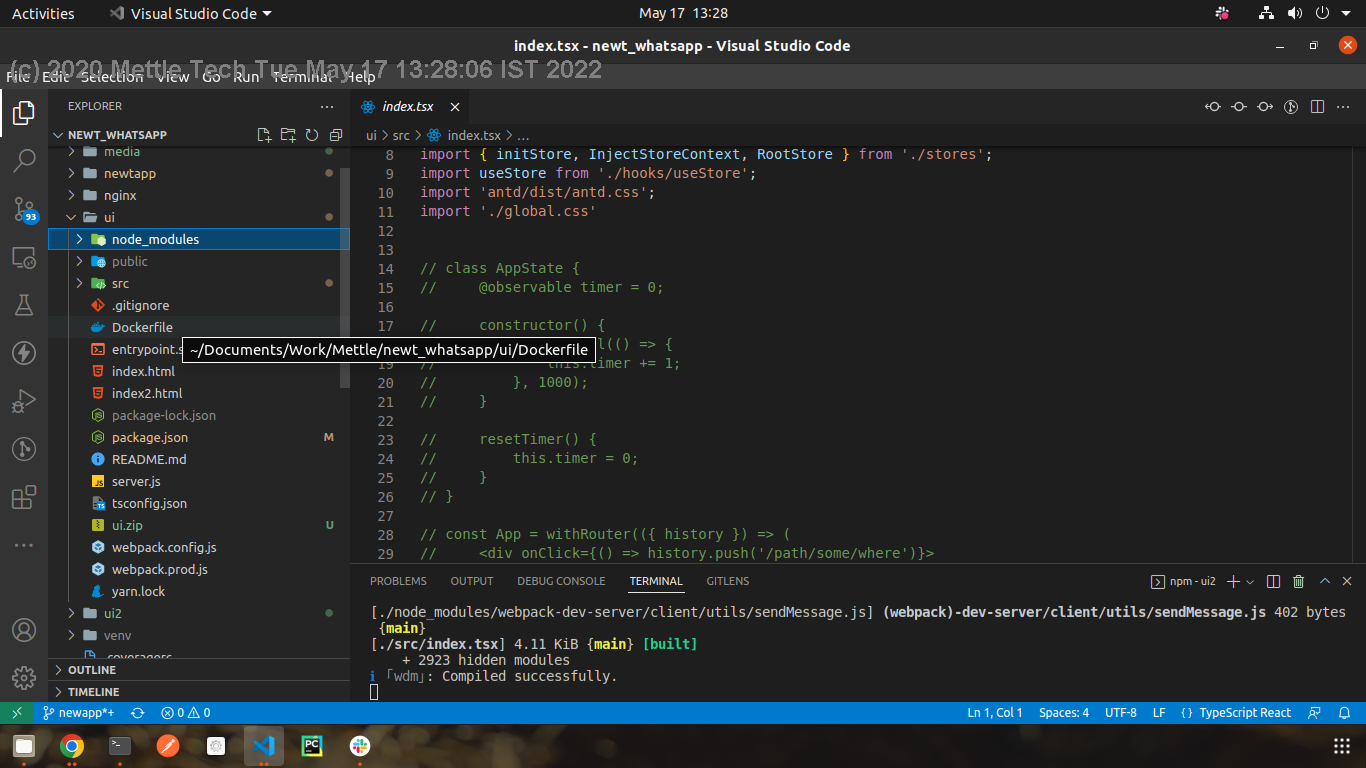 Activities
Visual Studio Code
May 17 13:28
index.tsx - newt_whatsapp - Visual Studio Code
File Edit Selection View Go Run Terminal Help
(c) 2020 Mettle Tech Tue May 17 13:28:06 IST 2022
EXPLORER
NEWT_WHATSAPP
media
newtapp
nginx
ui
node_modules
public
src
.gitignore
Dockerfile
entrypoint.s
~/Documents/Work/Mettle/newt_whatsapp/ui/Dockerfile
index.html
index2.html
package-lock.json
package.json M
README.md
server.js
tsconfig.json
ui.zip U
webpack.config.js
webpack.prod.js
yarn.lock
ui2
venv
.coveragerc
OUTLINE
TIMELINE
93
index.tsx
ui > src > index.tsx > ...
8 import { initStore, InjectStoreContext, RootStore } from './stores';
9 import useStore from './hooks/useStore';
10 import 'antd/dist/antd.css';
11 import './global.css'
12
13
14 // class AppState {
15 //     @observable timer = 0;
16
17 //     constructor() {
l(() => {
19 //             this.timer += 1;
20 //         }, 1000);
21 //     }
22
23 //     resetTimer() {
24 //         this.timer = 0;
25 //     }
26 // }
27
28 // const App = withRouter(({ history }) => (
29 //     <div onClick={() => history.push('/path/some/where')}>
PROBLEMS OUTPUT DEBUG CONSOLE TERMINAL GITLENS
npm - ui2
[./node_modules/webpack-dev-server/client/utils/sendMessage.js] (webpack)-dev-server/client/utils/sendMessage.js 402 bytes
{main}
[./src/index.tsx] 4.11 KiB {main} [built]
+ 2923 hidden modules
ℹ 「wdm」: Compiled successfully.
newapp*+ 0 0
Ln 1, Col 1 Spaces: 4 UTF-8 LF {} TypeScript React